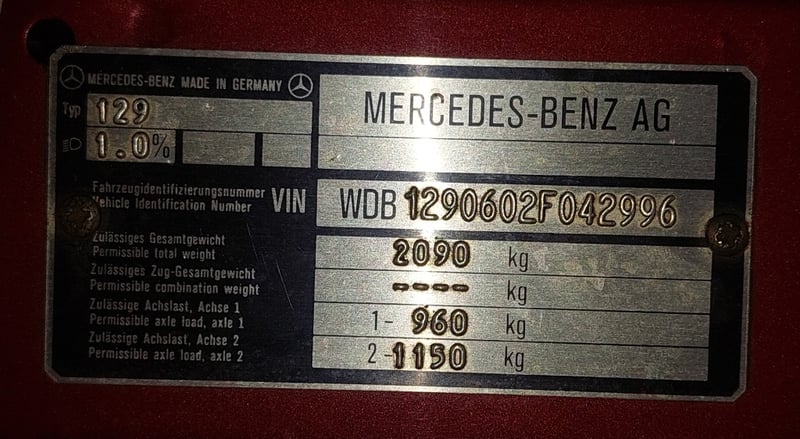 MERCEDES-BENZ MADE IN GERMANY
Typ 129
1.0%
MERCEDES-BENZ AG
Fahrzeugidentifizierungsnummer
Vehicle Identification Number
VIN WDB 1290602F042996
Zulässiges Gesamtgewicht
Permissible total weight
2090 kg
Zulässiges Zug-Gesamtgewicht
Permissible combination weight
---- kg
Zulässige Achslast, Achse 1
Permissible axle load, axle 1
1- 960 kg
Zulässige Achslast, Achse 2
Permissible axle load, axle 2
2- 1150 kg